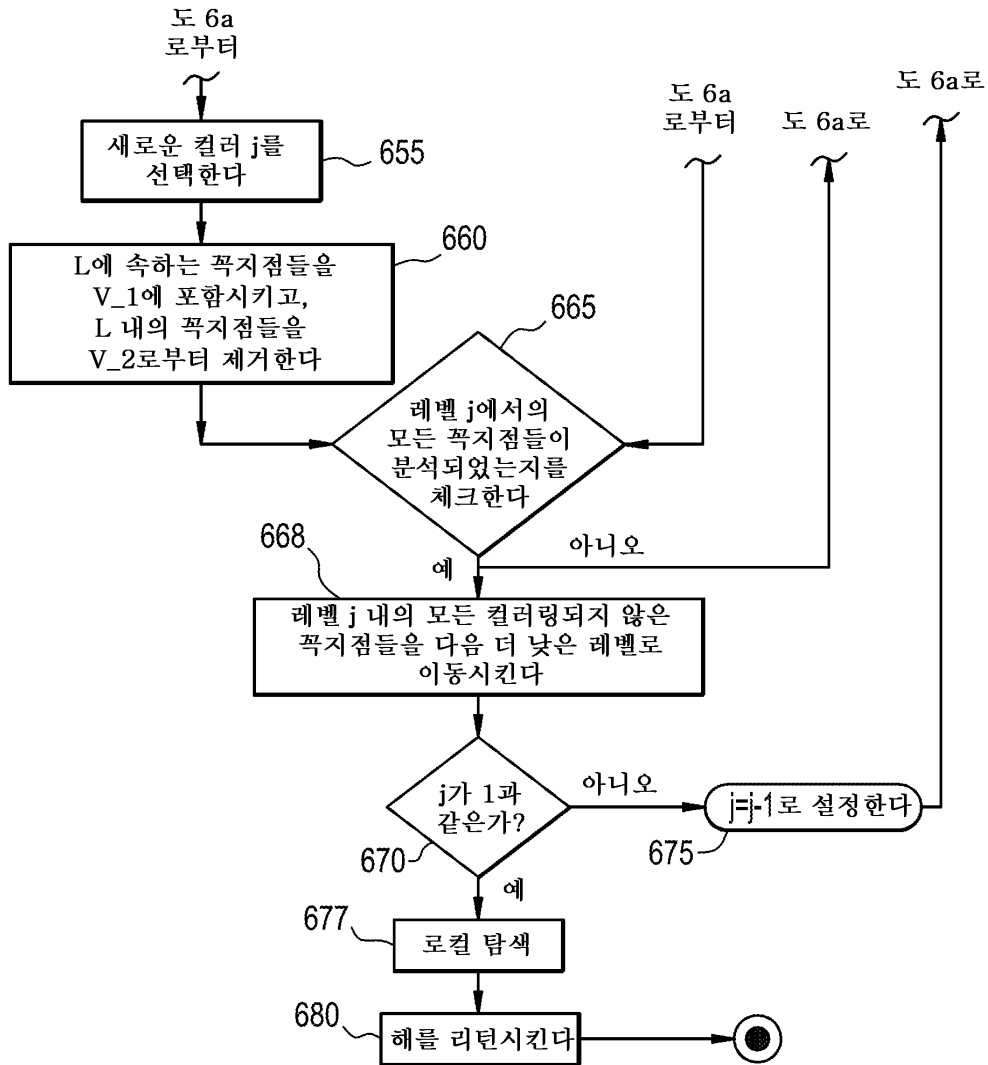 도 6a
로부터
도 6a
로부터
도 6a로
도 6a로
새로운 컬러 j를
선택한다
655
660
L에 속하는 꼭지점들을
V_1에 포함시키고,
L 내의 꼭지점들을
V_2로부터 제거한다
665
레벨 j에서의
모든 꼭지점들이
분석되었는지를
체크한다
668
예
아니오
레벨 j 내의 모든 컬러링되지 않은
꼭지점들을 다음 더 낮은 레벨로
이동시킨다
j가 1과
같은가?
아니오
670
j=j-1로 설정한다
675
예
677
로컬 탐색
680
해를 리턴시킨다